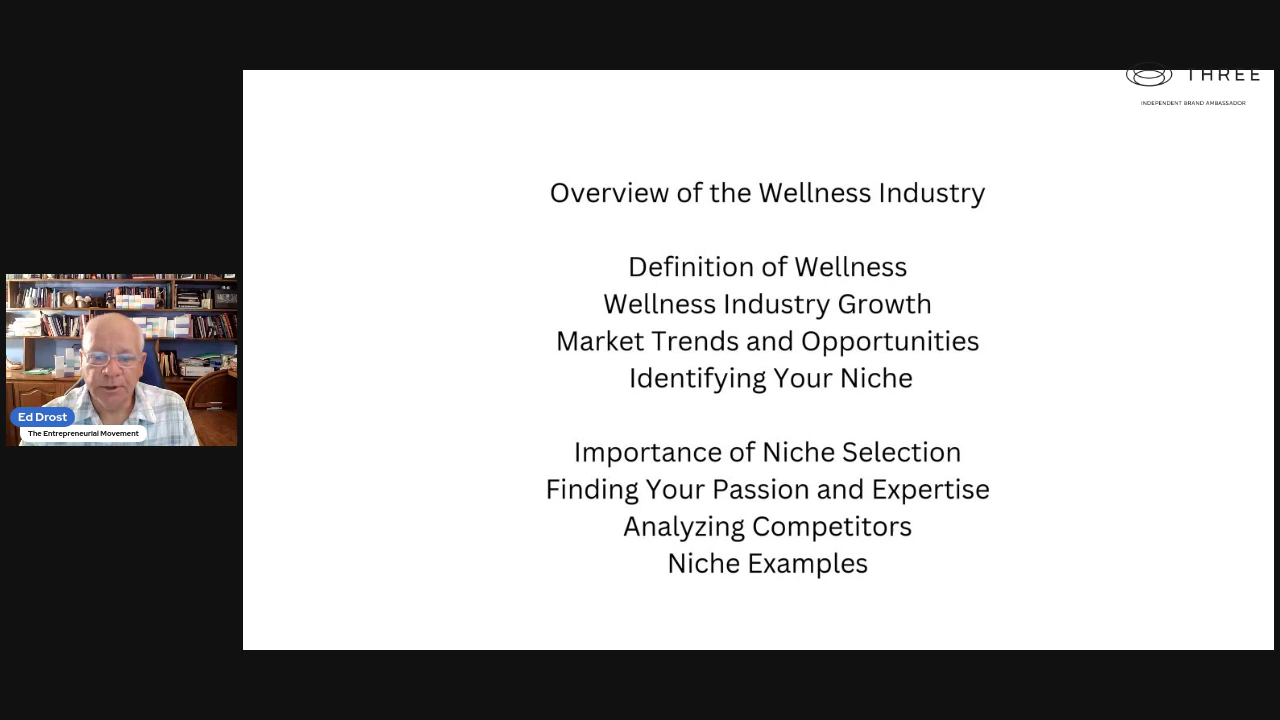 THREE
INDEPENDENT BRAND AMBASSADOR
Overview of the Wellness Industry
Definition of Wellness
Wellness Industry Growth
Market Trends and Opportunities
Identifying Your Niche
Importance of Niche Selection
Finding Your Passion and Expertise
Analyzing Competitors
Niche Examples
Ed Drost
The Entrepreneurial Movement